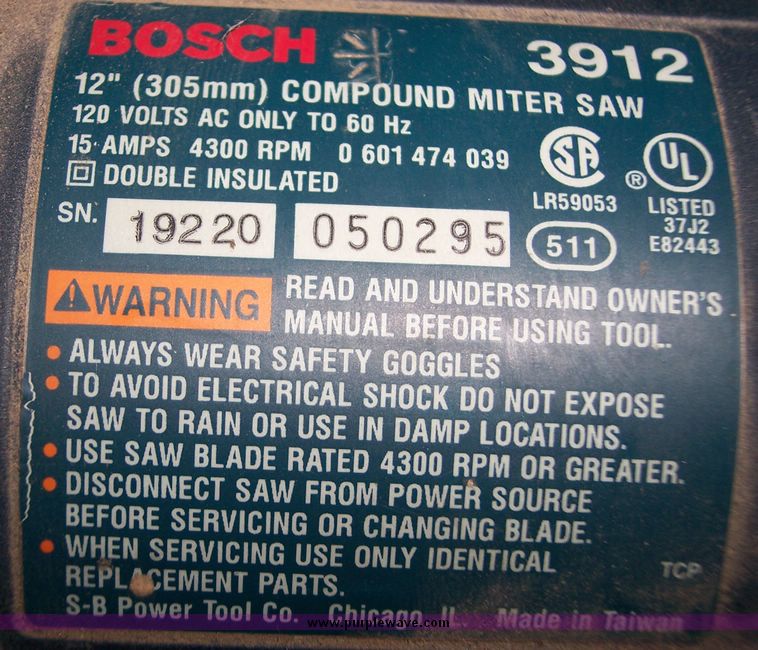 BOSCH 3912
12" (305mm) COMPOUND MITER SAW
120 VOLTS AC ONLY TO 60 Hz
15 AMPS 4300 RPM 0 601 474 039
DOUBLE INSULATED
SA UL ®
LR59053 LISTED
37J2
E82443
SN. 19220 050295 511
WARNING READ AND UNDERSTAND OWNER'S
MANUAL BEFORE USING TOOL.
• ALWAYS WEAR SAFETY GOGGLES
• TO AVOID ELECTRICAL SHOCK DO NOT EXPOSE
SAW TO RAIN OR USE IN DAMP LOCATIONS.
• USE SAW BLADE RATED 4300 RPM OR GREATER.
• DISCONNECT SAW FROM POWER SOURCE
BEFORE SERVICING OR CHANGING BLADE.
• WHEN SERVICING USE ONLY IDENTICAL
REPLACEMENT PARTS. TCP
S-B Power Tool Co. Chicago IL Made in Taiwan
www.purplewave.com